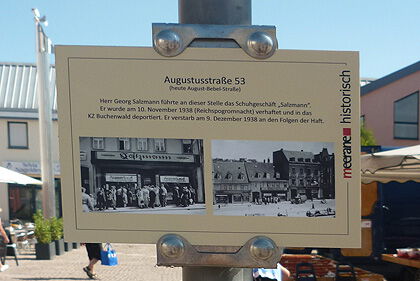 Augustusstraße 53
(heute August-Bebel-Straße)
Herr Georg Salzmann führte an dieser Stelle das Schuhgeschäft „Salzmann".
Er wurde am 10. November 1938 (Reichspogromnacht) verhaftet und in das
KZ Buchenwald deportiert. Er verstarb am 9. Dezember 1938 an den Folgen der Haft.
meerane historisch
Salzmann